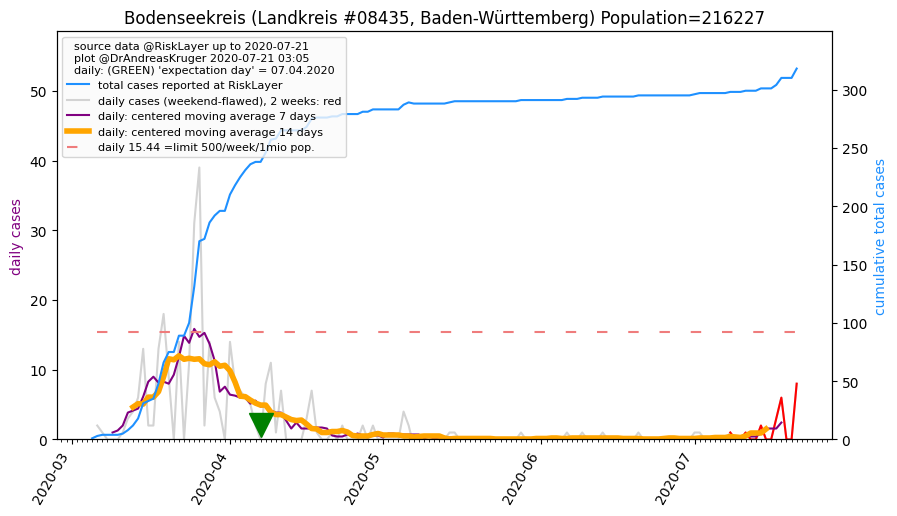 Bodenseekreis (Landkreis #08435, Baden-Württemberg) Population=216227
source data @RiskLayer up to 2020-07-21
plot @DrAndreasKruger 2020-07-21 03:05
daily: (GREEN) 'expectation day' = 07.04.2020
total cases reported at RiskLayer
daily cases (weekend-flawed), 2 weeks: red
daily: centered moving average 7 days
daily: centered moving average 14 days
daily 15.44 =limit 500/week/1mio pop.
daily cases
50
40
30
20
10
0
cumulative total cases
300
250
200
150
100
50
0
2020-03
2020-04
2020-05
2020-06
2020-07